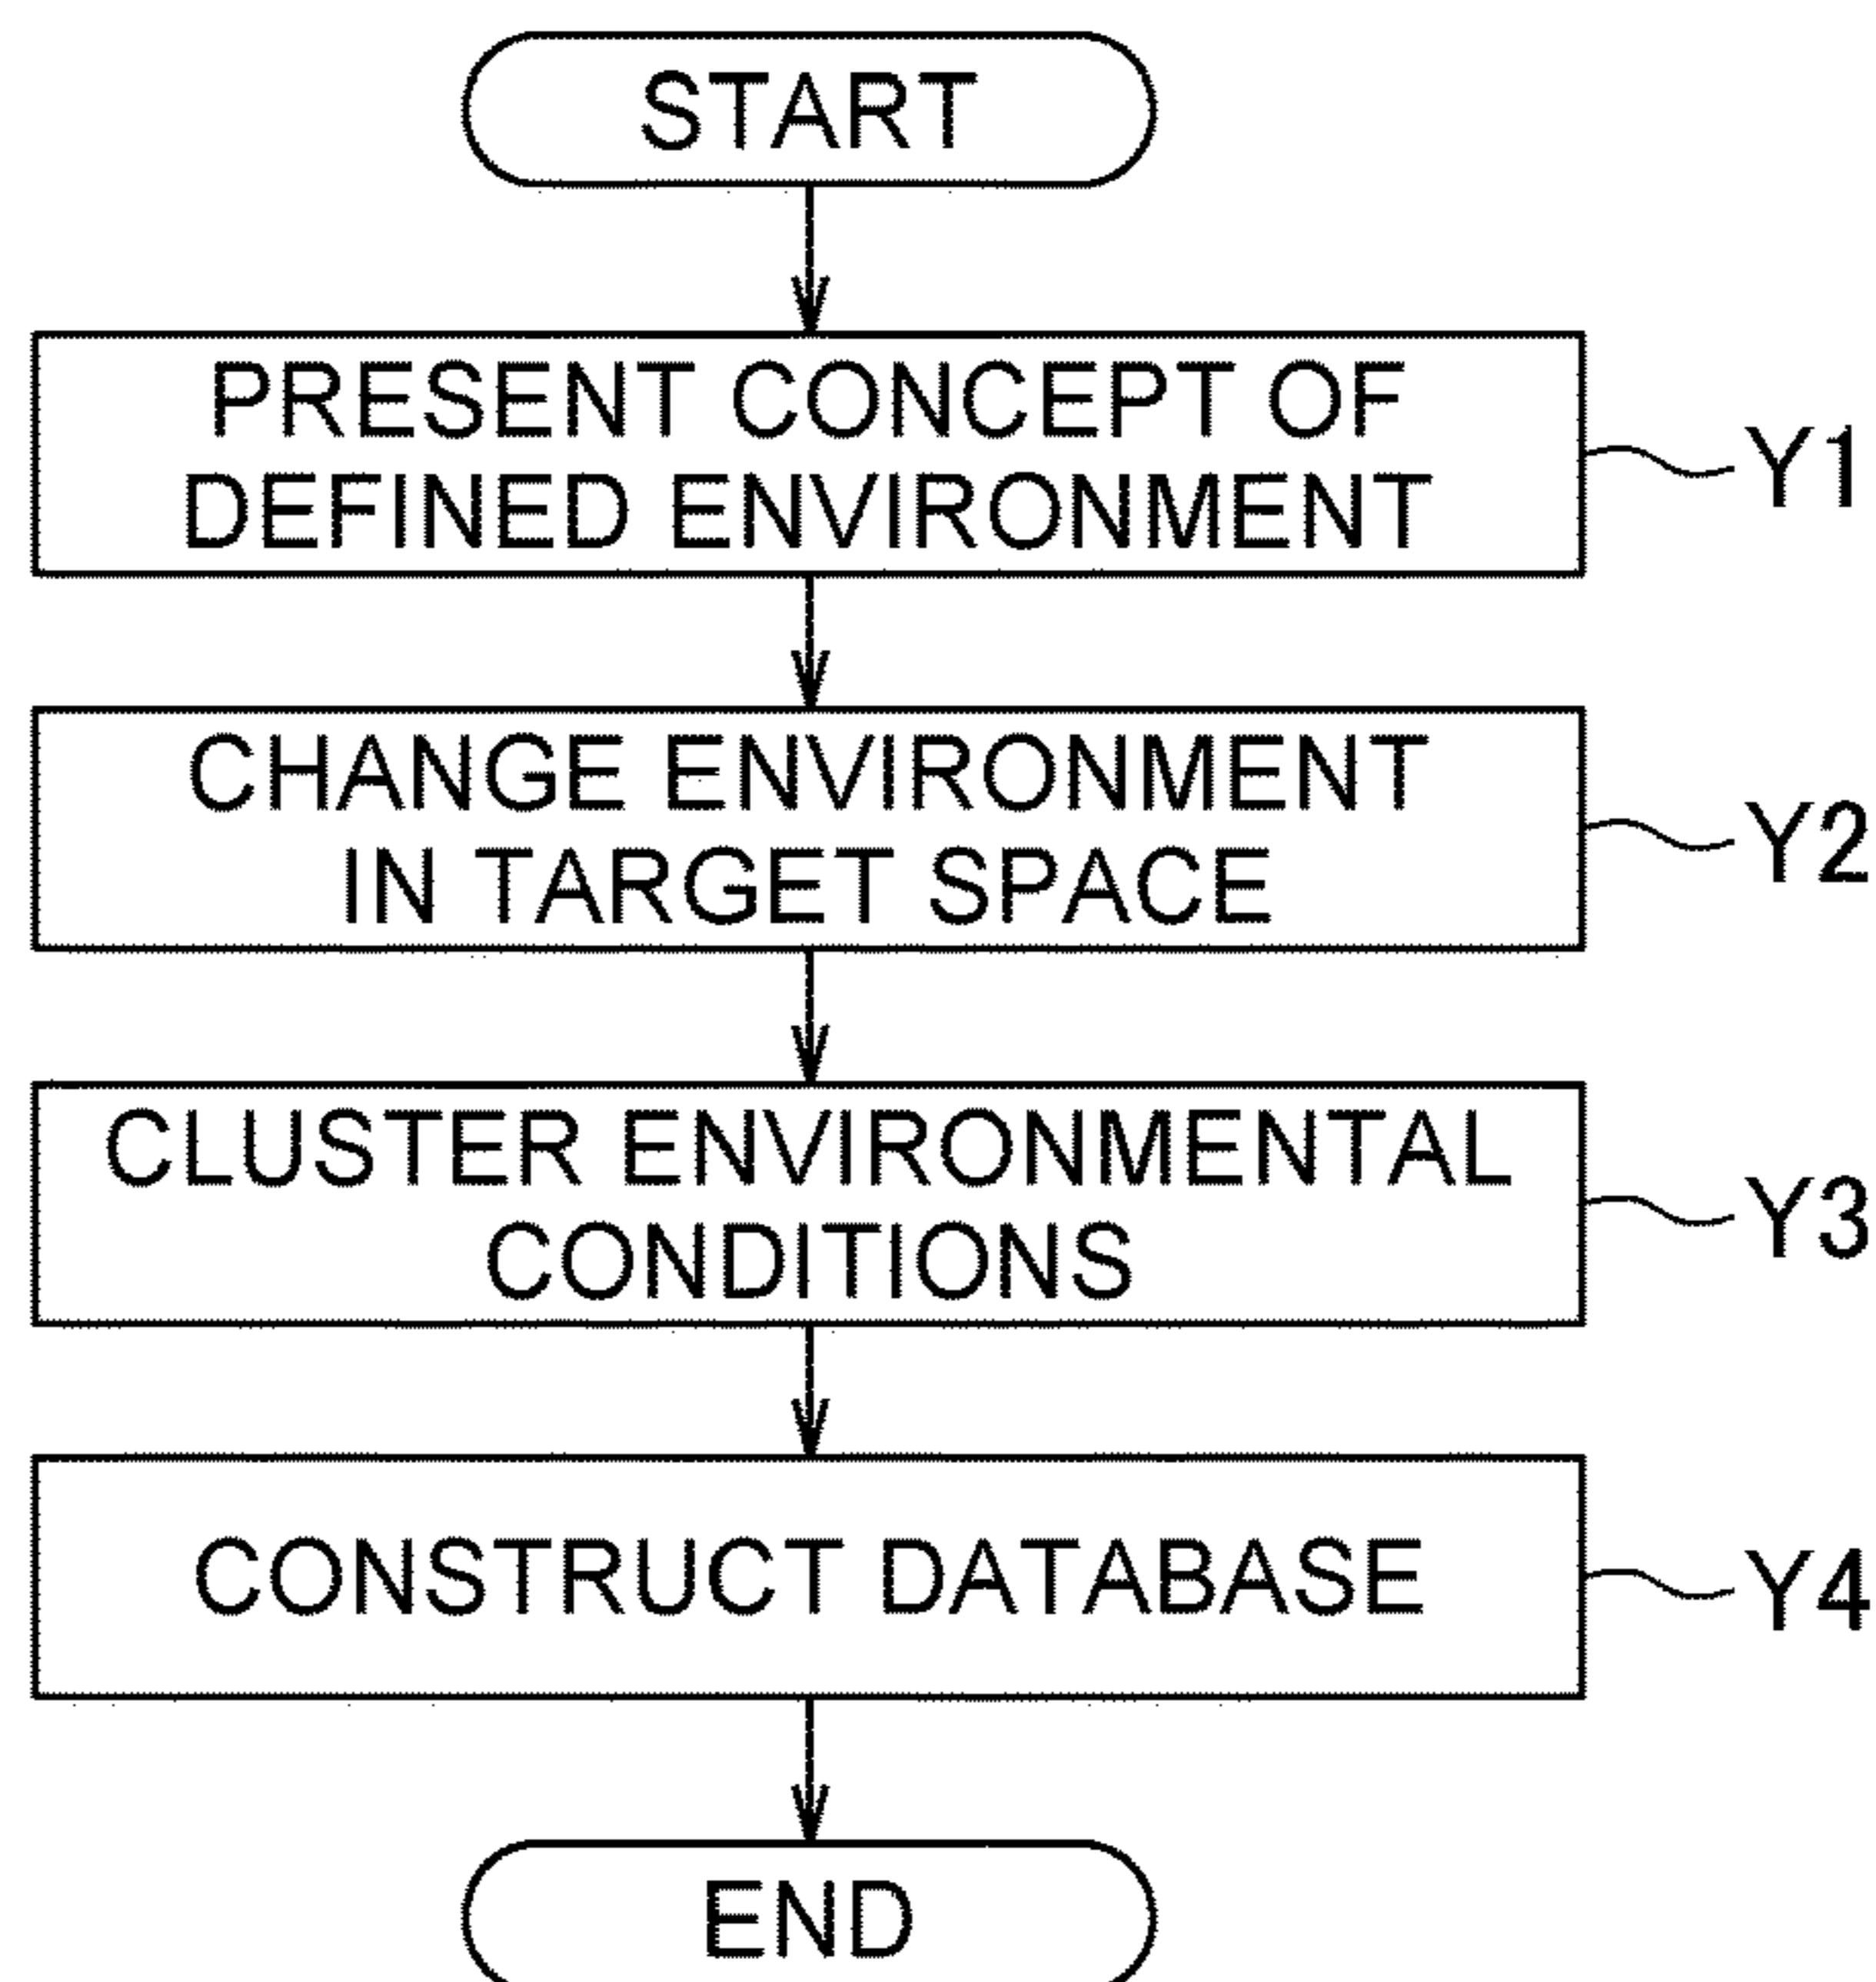 START
PRESENT CONCEPT OF
DEFINED ENVIRONMENT
Y1
CHANGE ENVIRONMENT
IN TARGET SPACE
Y2
CLUSTER ENVIRONMENTAL
CONDITIONS
Y3
CONSTRUCT DATABASE
Y4
END